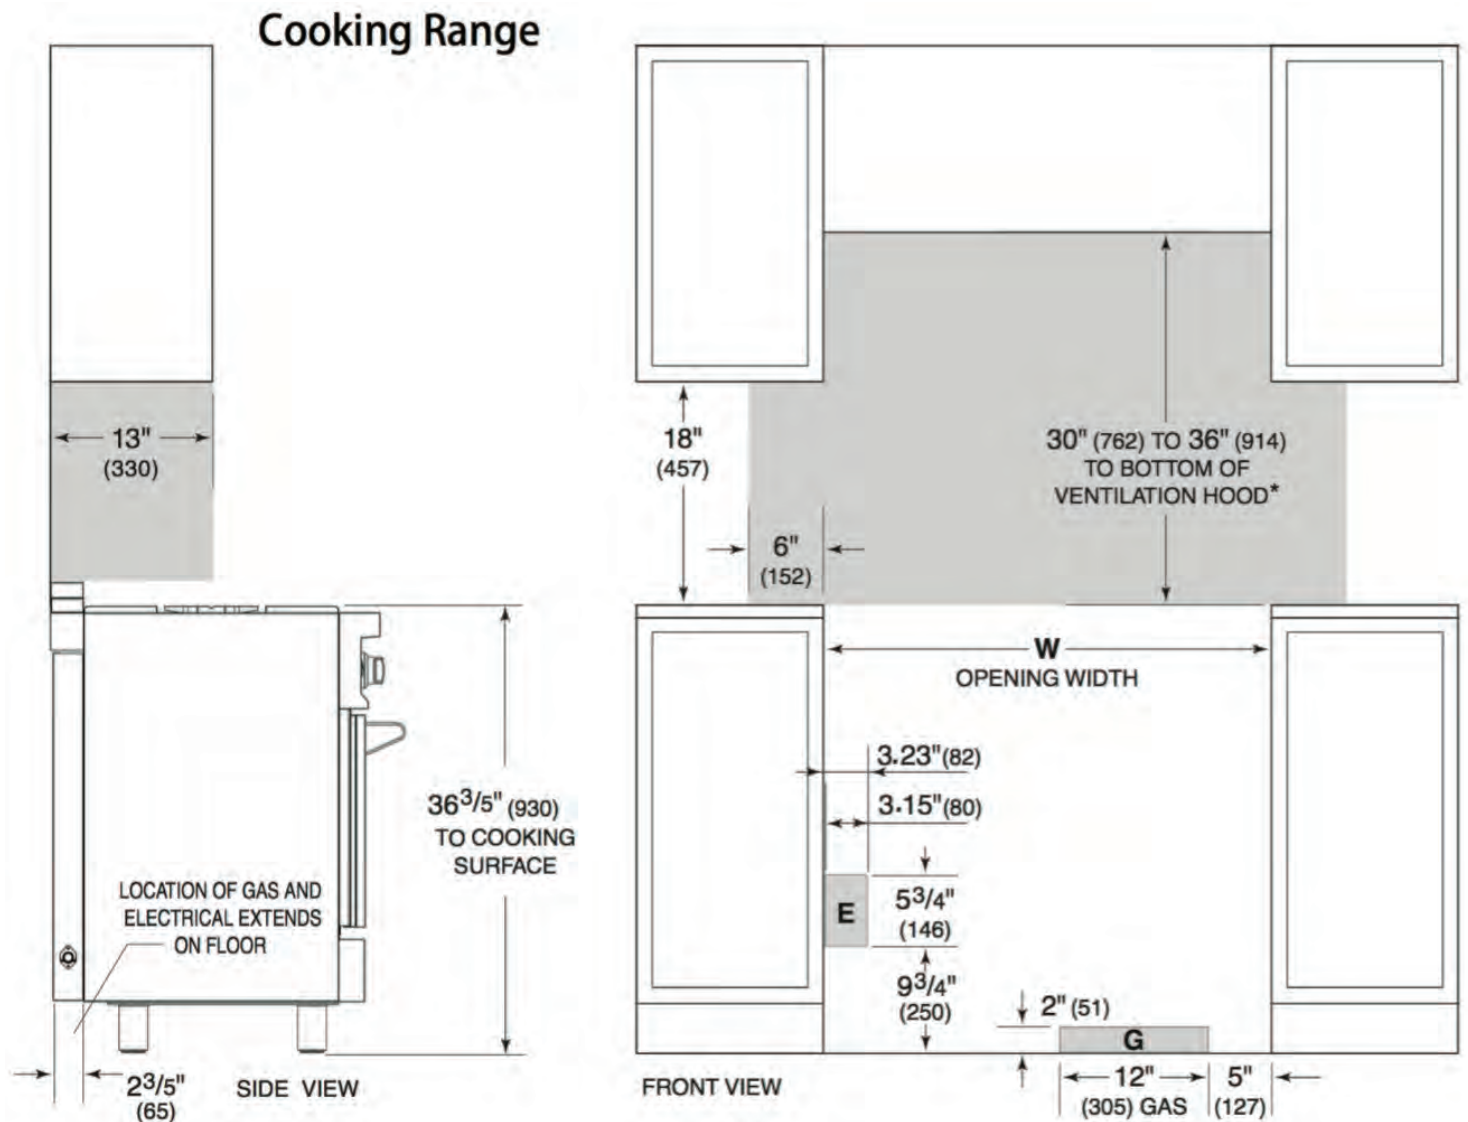 Cooking Range
13"
(330)
36 3/5" (930)
TO COOKING
SURFACE
LOCATION OF GAS AND
ELECTRICAL EXTENDS
ON FLOOR
2 3/5"
(65)
SIDE VIEW
18"
(457)
30" (762) TO 36" (914)
TO BOTTOM OF
VENTILATION HOOD*
6"
(152)
W
OPENING WIDTH
3.23" (82)
3.15" (80)
E
5 3/4"
(146)
9 3/4"
(250)
2" (51)
G
12"
(305) GAS
5"
(127)
FRONT VIEW